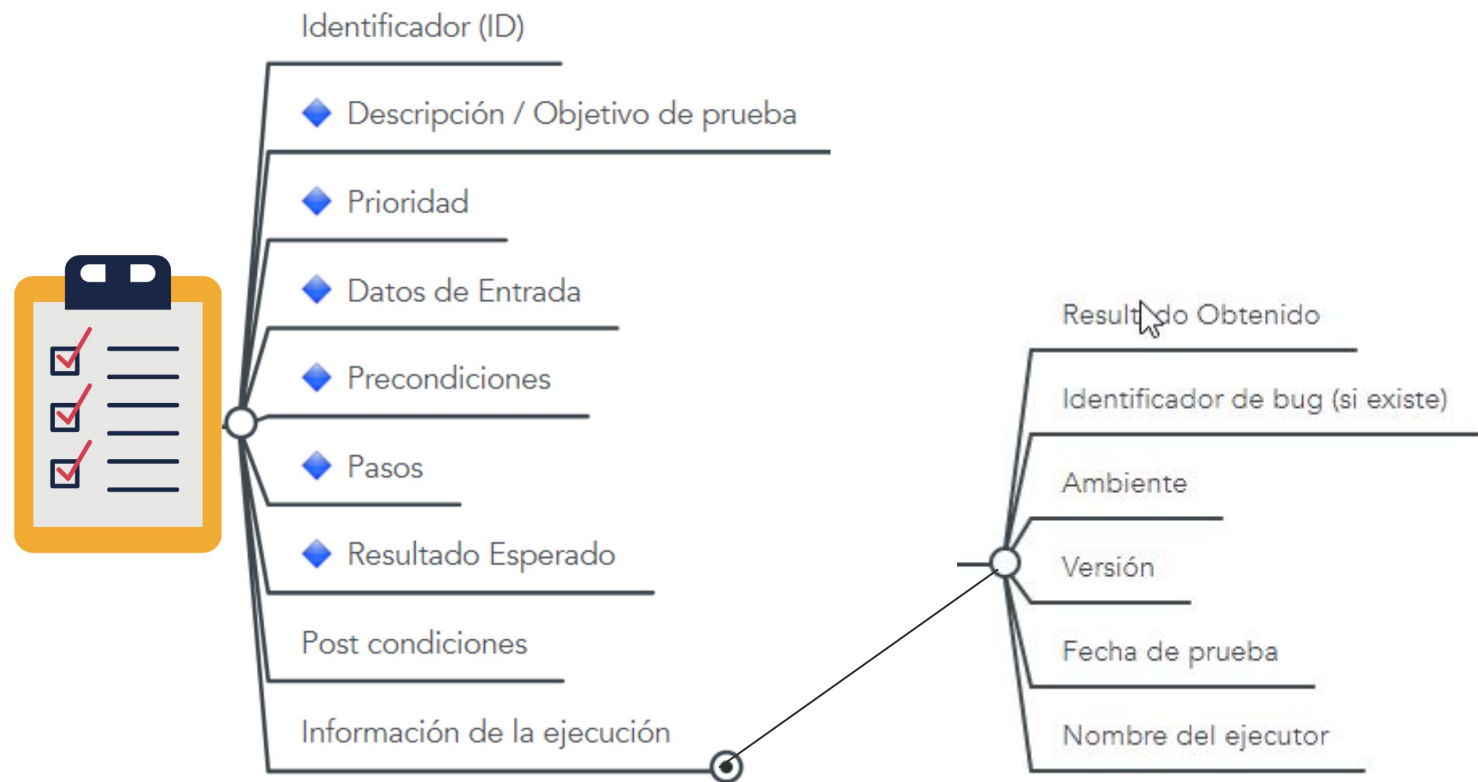 Identificador (ID)
Descripción / Objetivo de prueba
Prioridad
Datos de Entrada
Precondiciones
Pasos
Resultado Esperado
Post condiciones
Información de la ejecución
Resultado Obtenido
Identificador de bug (si existe)
Ambiente
Versión
Fecha de prueba
Nombre del ejecutor